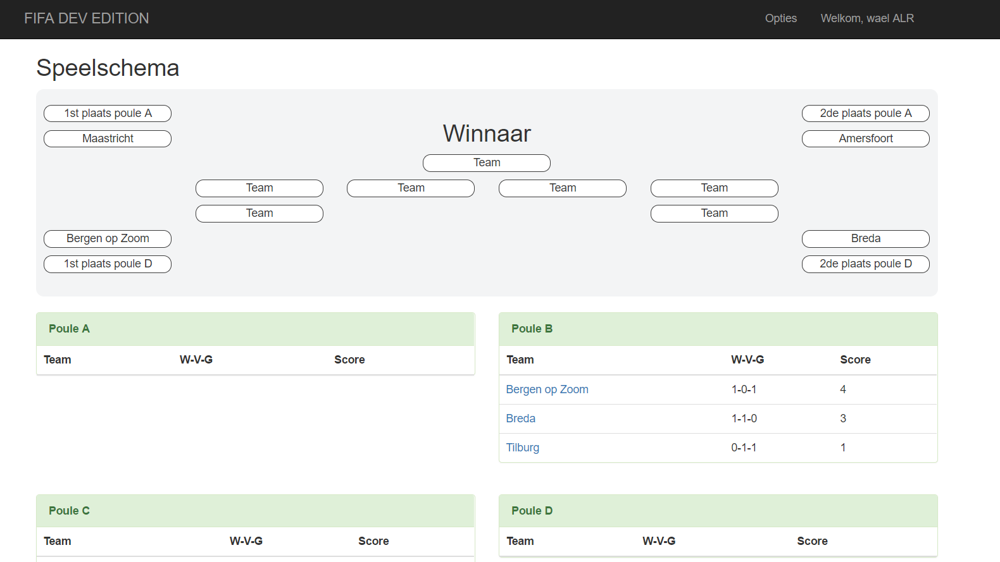 FIFA DEV EDITION Opties Welkom, wael ALR
Speelschema
1st plaats poule A 2de plaats poule A
Maastricht Winnaar Amersfoort
Team
Team Team Team Team
Team Team
Bergen op Zoom Breda
1st plaats poule D 2de plaats poule D
Poule A
Team W-V-G Score
Poule B
Team W-V-G Score
Bergen op Zoom 1-0-1 4
Breda 1-1-0 3
Tilburg 0-1-1 1
Poule C
Team W-V-G Score
Poule D
Team W-V-G Score